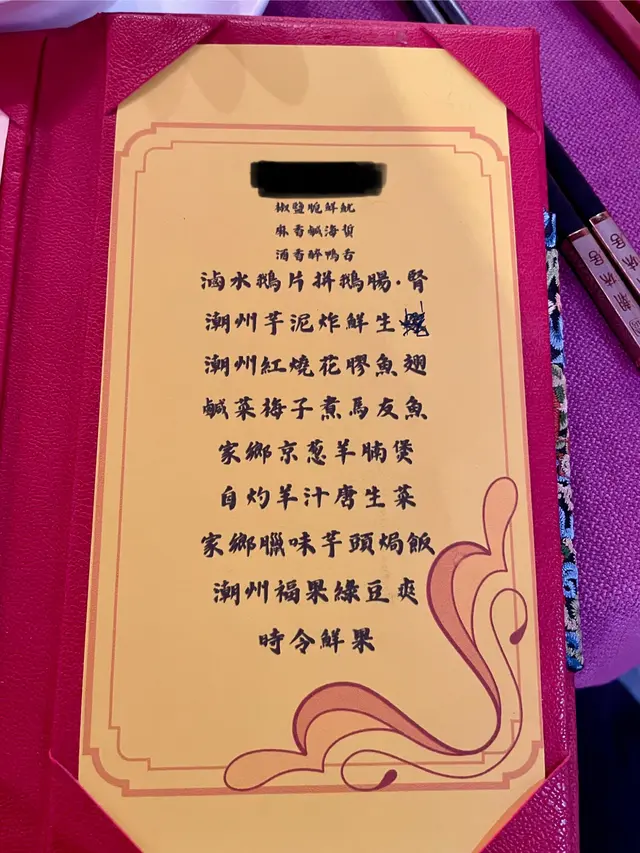 椒鹽脆鮮魷
麻香鹹海蜇
酒香醉鴨舌
滷水鵝片拼鵝腸·腎
潮州芋泥炸鮮生
潮州紅燒花膠魚翅
鹹菜梅子煮馬友魚
家鄉京葱羊腩煲
自灼羊汁唐生菜
家鄉臘味芋頭焗飯
潮州福果綠豆爽
時令鮮果